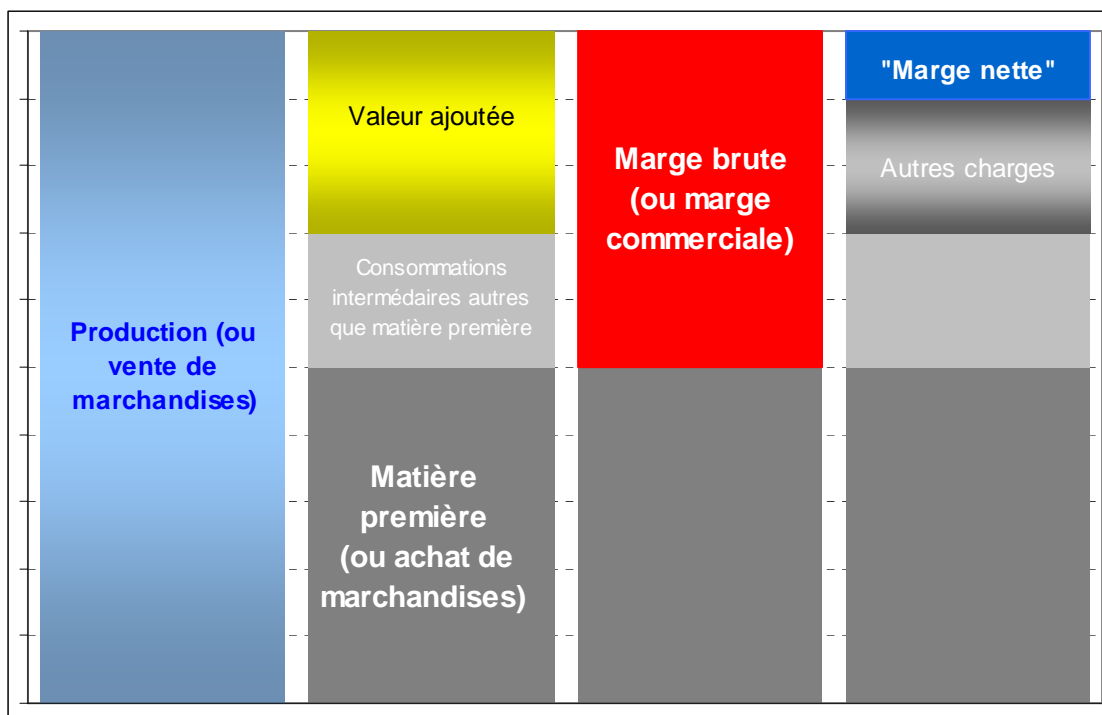 Production (ou
vente de
marchandises)
Valeur ajoutée
Consommations
intermédaires autres
que matière première
Matière
première
(ou achat de
marchandises)
Marge brute
(ou marge
commerciale)
"Marge nette"
Autres charges